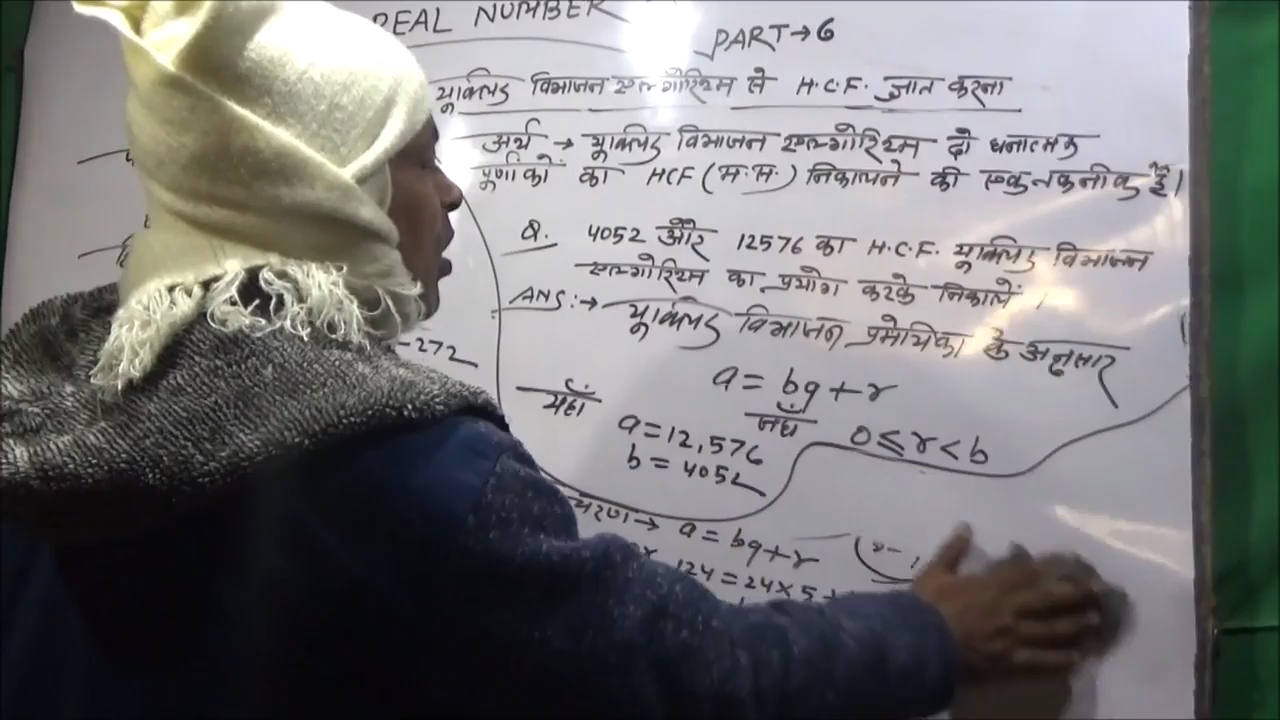 REAL NUMBER
PART→6
यूक्लिड विभाजन एल्गोरिथम से H.C.F. ज्ञात करना
अर्थ → यूक्लिड विभाजन एल्गोरिथम दो धनात्मक
पूर्णांकों का HCF (म.स.) निकालने की एक तकनीक है।
Q. 4052 और 12576 का H.C.F. यूक्लिड विभाजन
एल्गोरिथम का प्रयोग करके निकालें।
ANS:→ यूक्लिड विभाजन प्रमेयिका के अनुसार
-272
a = bq + r
यहाँ
जहाँ 0 ≤ r < b
a = 12,576
b = 4052
चरण → a = bq + r
124 = 24 × 5 +